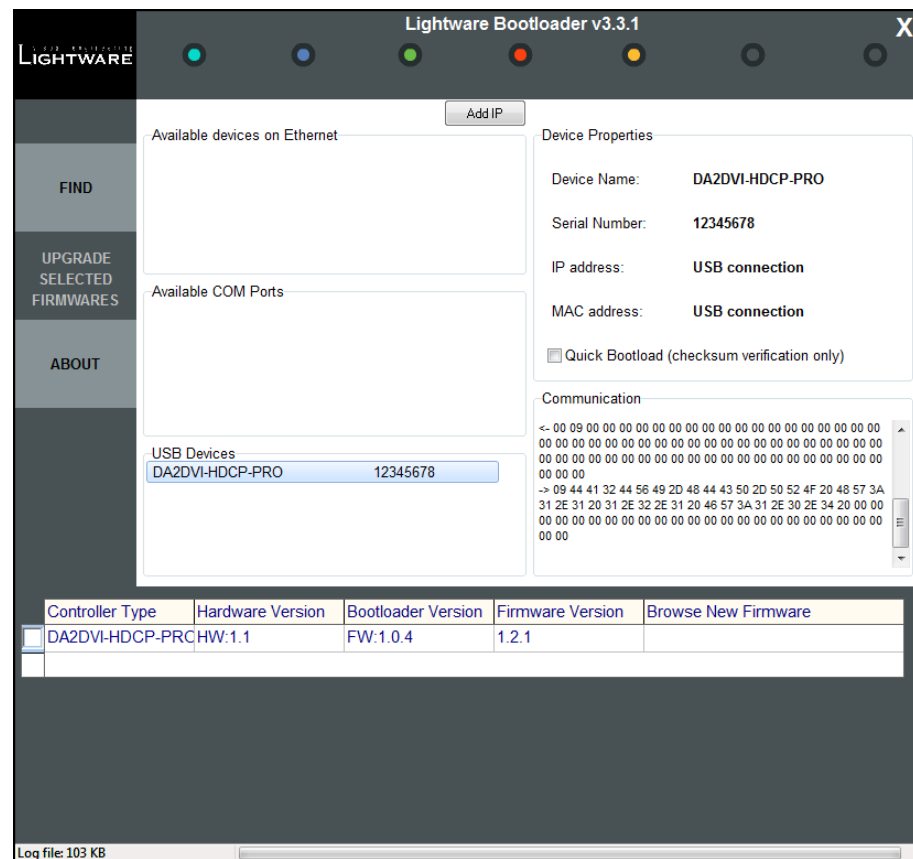 Lightware Bootloader v3.3.1
X
LIGHTWARE
Add IP
Available devices on Ethernet
Device Properties
FIND
Device Name: DA2DVI-HDCP-PRO
Serial Number: 12345678
UPGRADE
SELECTED
FIRMWARES
IP address: USB connection
Available COM Ports
MAC address: USB connection
ABOUT
Quick Bootload (checksum verification only)
Communication
<- 00 09 00 00 00 00 00 00 00 00 00 00 00 00 00 00 00 00 00 00
00 00 00 00 00 00 00 00 00 00 00 00 00 00 00 00 00 00 00 00 00
00 00 00 00 00 00 00 00 00 00 00 00 00 00 00 00 00 00 00 00 00
00 00 00
-> 09 44 41 32 44 56 49 2D 48 44 43 50 2D 50 52 4F 20 48 57 3A
31 2E 31 20 31 2E 32 2E 31 20 46 57 3A 31 2E 30 2E 34 20 00 00
00 00 00 00 00 00 00 00 00 00 00 00 00 00 00 00 00 00 00 00 00
00 00
USB Devices
DA2DVI-HDCP-PRO 12345678
Controller Type Hardware Version Bootloader Version Firmware Version Browse New Firmware
DA2DVI-HDCP-PRO HW:1.1 FW:1.0.4 1.2.1
Log file: 103 KB